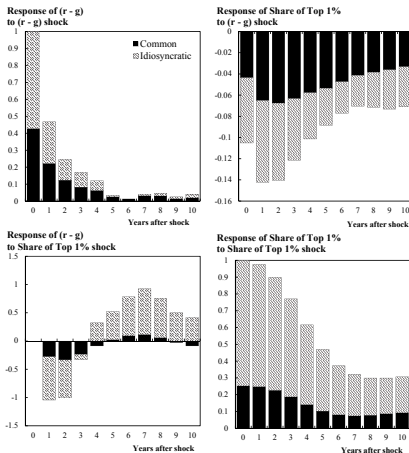 Response of (r - g)
to (r - g) shock
1
0.9
0.8
0.7
0.6
0.5
0.4
0.3
0.2
0.1
0
Common
Idiosyncratic
0 1 2 3 4 5 6 7 8 9 10
Years after shock
Response of Share of Top 1%
to (r - g) shock
-0
-0.02
-0.04
-0.06
-0.08
-0.1
-0.12
-0.14
-0.16
0 1 2 3 4 5 6 7 8 9 10
Years after shock
Response of (r - g)
to Share of Top 1% shock
1.5
1
0.5
0
-0.5
-1
-1.5
0 1 2 3 4 5 6 7 8 9 10
Years after shock
Response of Share of Top 1%
to Share of Top 1% shock
1
0.9
0.8
0.7
0.6
0.5
0.4
0.3
0.2
0.1
0
0 1 2 3 4 5 6 7 8 9 10
Years after shock